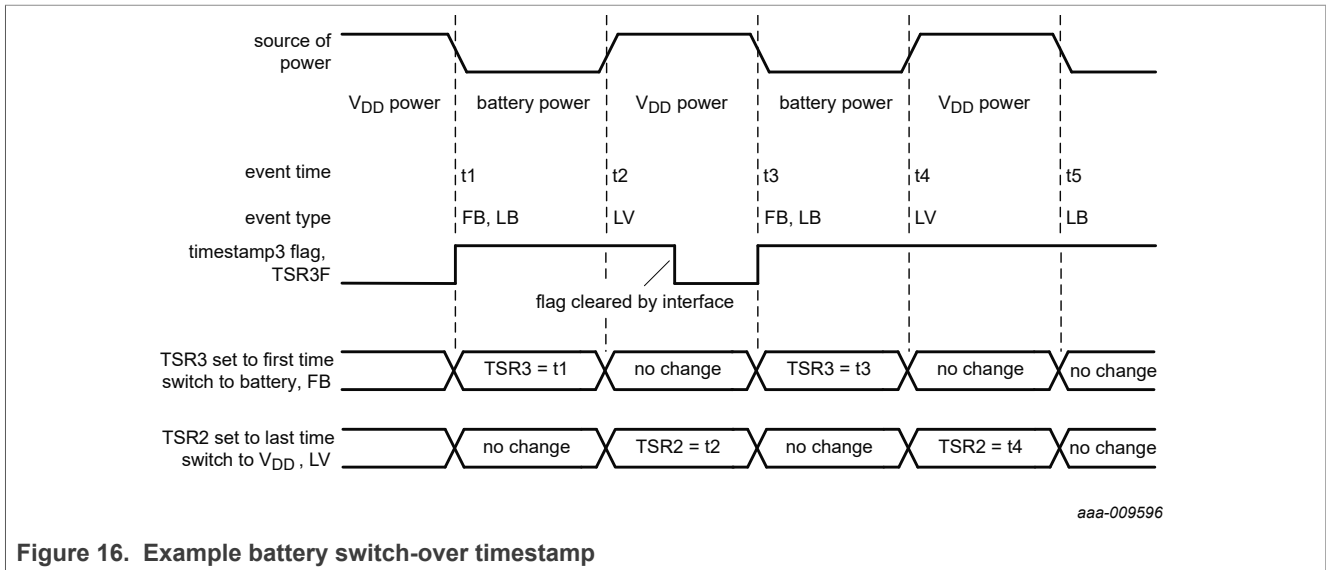 source of
power
V_DD power battery power V_DD power battery power V_DD power
event time t1 t2 t3 t4 t5
event type FB, LB LV FB, LB LV LB
timestamp3 flag,
TSR3F
flag cleared by interface
TSR3 set to first time
switch to battery, FB
TSR3 = t1 no change TSR3 = t3 no change no change
TSR2 set to last time
switch to V_DD , LV
no change TSR2 = t2 no change TSR2 = t4 no change
aaa-009596
Figure 16. Example battery switch-over timestamp